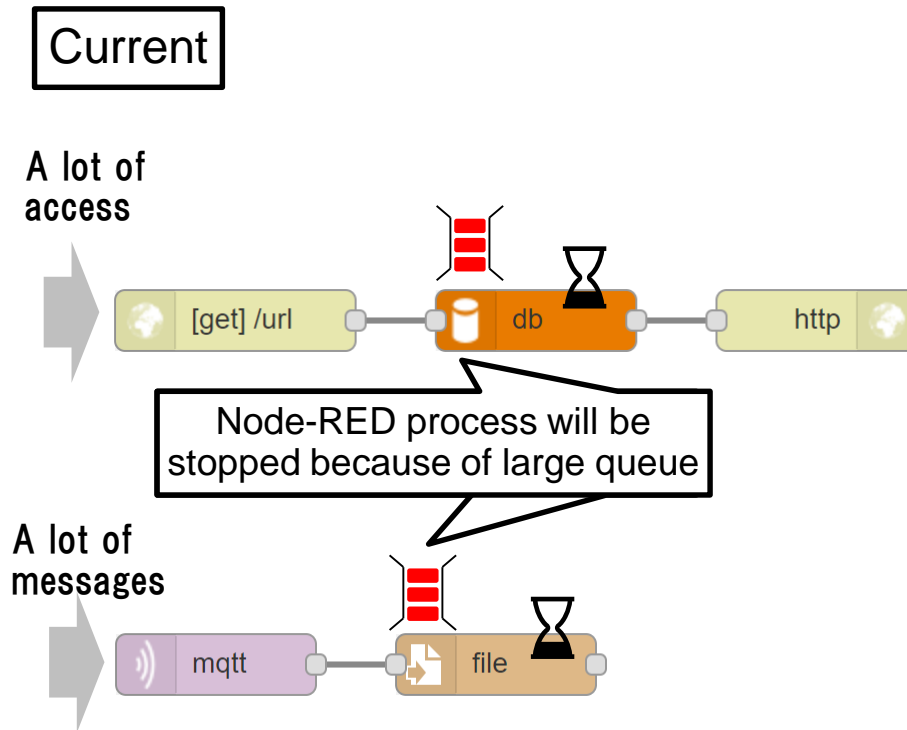 Current
A lot of
access
[get] /url
db
http
Node-RED process will be
stopped because of large queue
A lot of
messages
mqtt
file